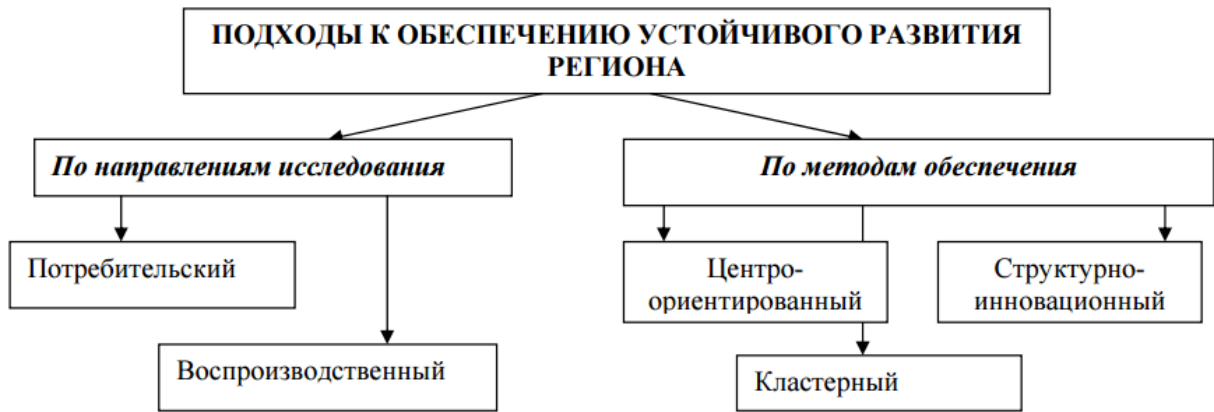 ПОДХОДЫ К ОБЕСПЕЧЕНИЮ УСТОЙЧИВОГО РАЗВИТИЯ
РЕГИОНА
По направлениям исследования
По методам обеспечения
Потребительский
Центро-
ориентированный
Структурно-
инновационный
Воспроизводственный
Кластерный